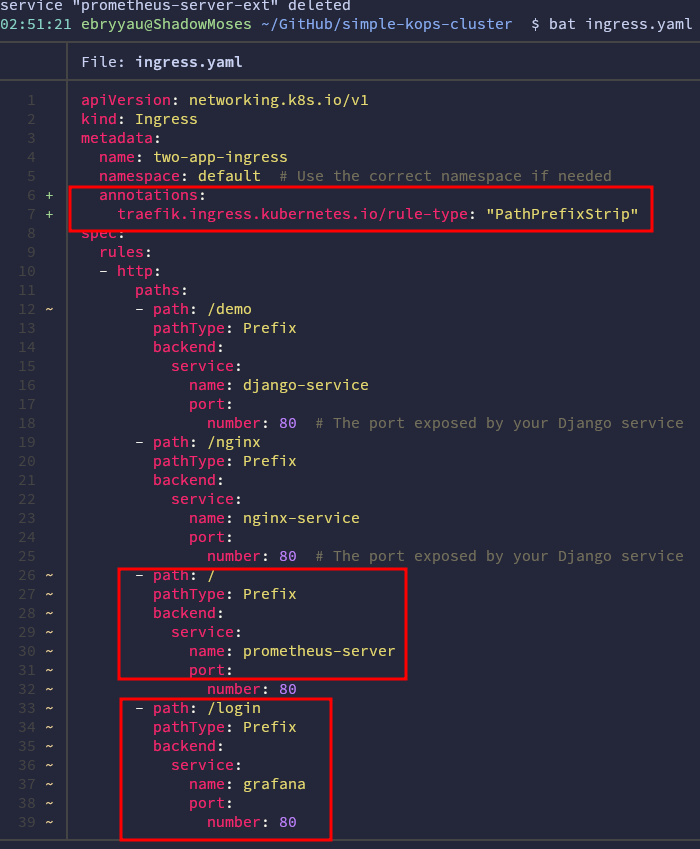 service "prometheus-server-ext" deleted
02:51:21 ebryyau@ShadowMoses ~/GitHub/simple-kops-cluster  $ bat ingress.yaml
File: ingress.yaml
1 apiVersion: networking.k8s.io/v1
2 kind: Ingress
3 metadata:
4   name: two-app-ingress
5   namespace: default  # Use the correct namespace if needed
6 +   annotations:
7 +     traefik.ingress.kubernetes.io/rule-type: "PathPrefixStrip"
8 spec:
9   rules:
10   - http:
11       paths:
12 ~       - path: /demo
13         pathType: Prefix
14         backend:
15           service:
16             name: django-service
17             port:
18               number: 80  # The port exposed by your Django service
19       - path: /nginx
20         pathType: Prefix
21         backend:
22           service:
23             name: nginx-service
24             port:
25               number: 80  # The port exposed by your Django service
26 ~       - path: /
27 ~         pathType: Prefix
28 ~         backend:
29 ~           service:
30 ~             name: prometheus-server
31 ~             port:
32 ~               number: 80
33 ~       - path: /login
34 ~         pathType: Prefix
35 ~         backend:
36 ~           service:
37 ~             name: grafana
38 ~             port:
39 ~               number: 80